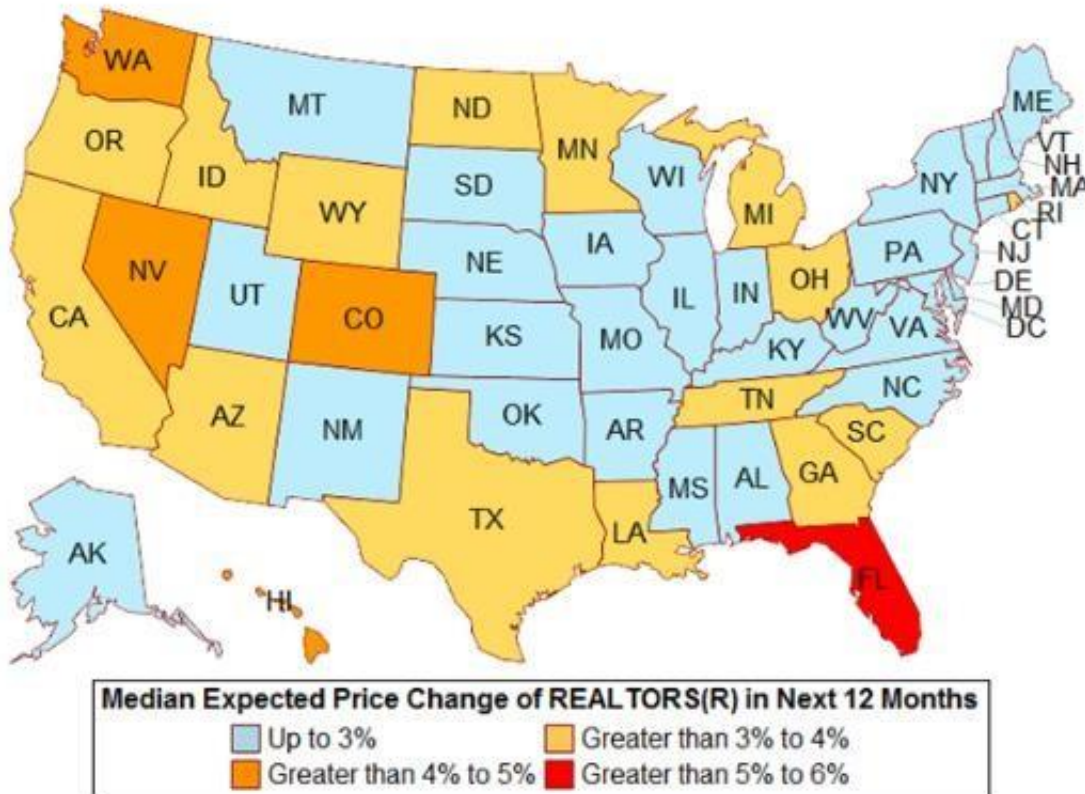 WA
MT
ND
ME
OR
MN
VT
ID
SD
WI
NY
NH
MA
WY
MI
RI
CT
NV
NE
IA
PA
NJ
UT
OH
DE
CA
CO
IL
IN
MD
KS
MO
WV
VA
DC
KY
AZ
NM
OK
AR
TN
NC
SC
MS
AL
GA
TX
LA
AK
FL
HI
Median Expected Price Change of REALTORS(R) in Next 12 Months
Up to 3%
Greater than 3% to 4%
Greater than 4% to 5%
Greater than 5% to 6%